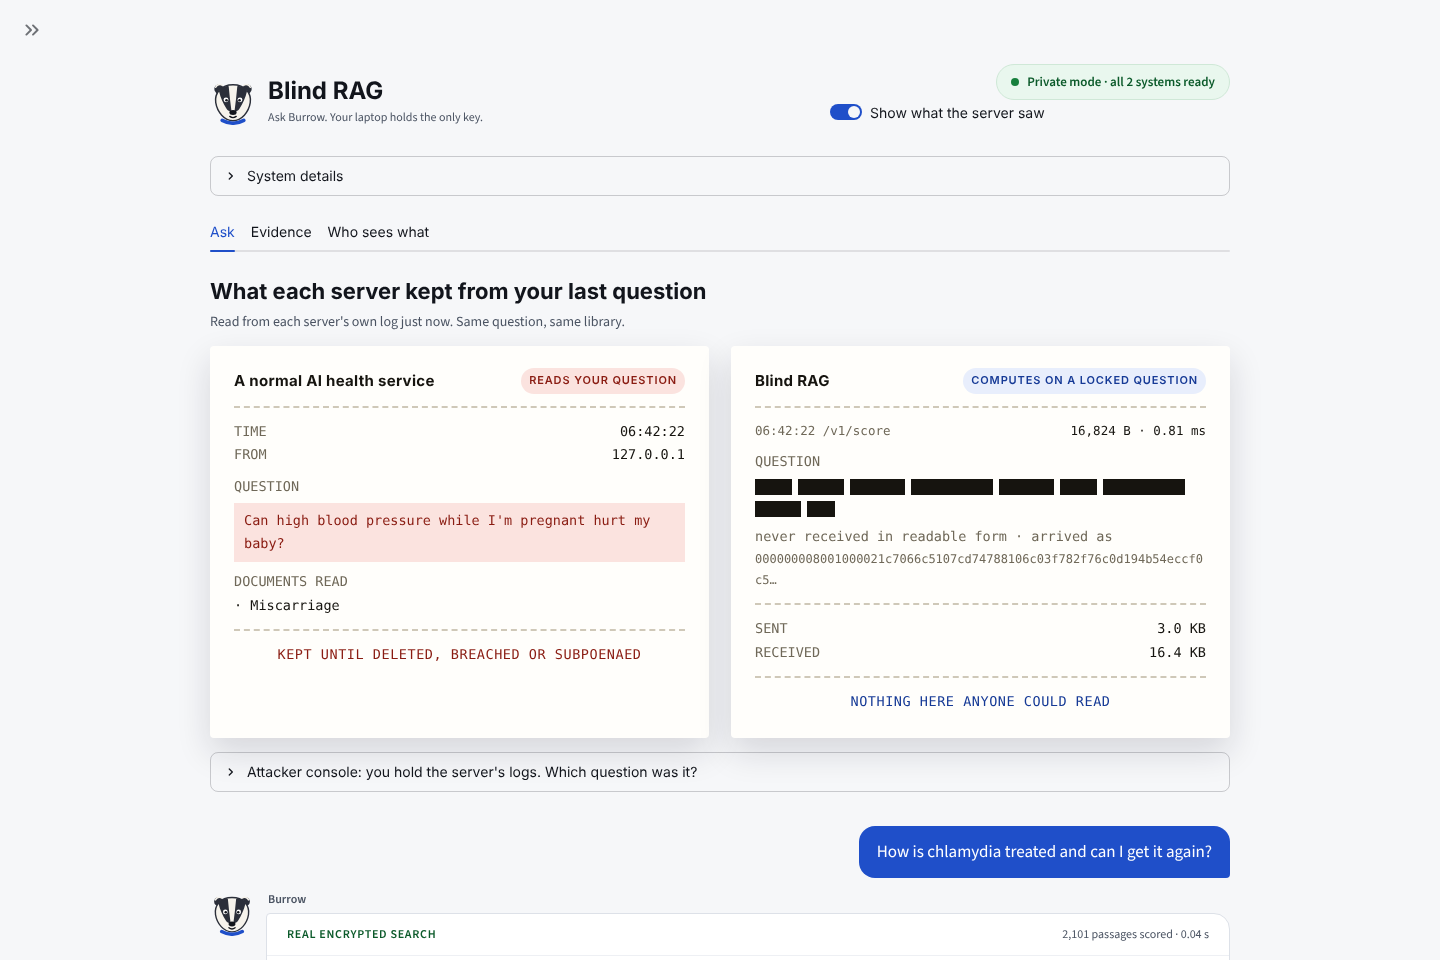 Blind RAG
Ask Burrow. Your laptop holds the only key.
Private mode · all 2 systems ready
Show what the server saw
System details
Ask
Evidence
Who sees what
What each server kept from your last question
Read from each server's own log just now. Same question, same library.
A normal AI health service
READS YOUR QUESTION
TIME 06:42:22
FROM 127.0.0.1
QUESTION
Can high blood pressure while I'm pregnant hurt my
baby?
DOCUMENTS READ
· Miscarriage
KEPT UNTIL DELETED, BREACHED OR SUBPOENAED
Blind RAG
COMPUTES ON A LOCKED QUESTION
06:42:22 /v1/score 16,824 B · 0.81 ms
QUESTION
never received in readable form · arrived as
000000008001000021c7066c5107cd74788106c03f782f76c0d194b54eccf0
c5…
SENT 3.0 KB
RECEIVED 16.4 KB
NOTHING HERE ANYONE COULD READ
Attacker console: you hold the server's logs. Which question was it?
How is chlamydia treated and can I get it again?
Burrow
REAL ENCRYPTED SEARCH
2,101 passages scored · 0.04 s